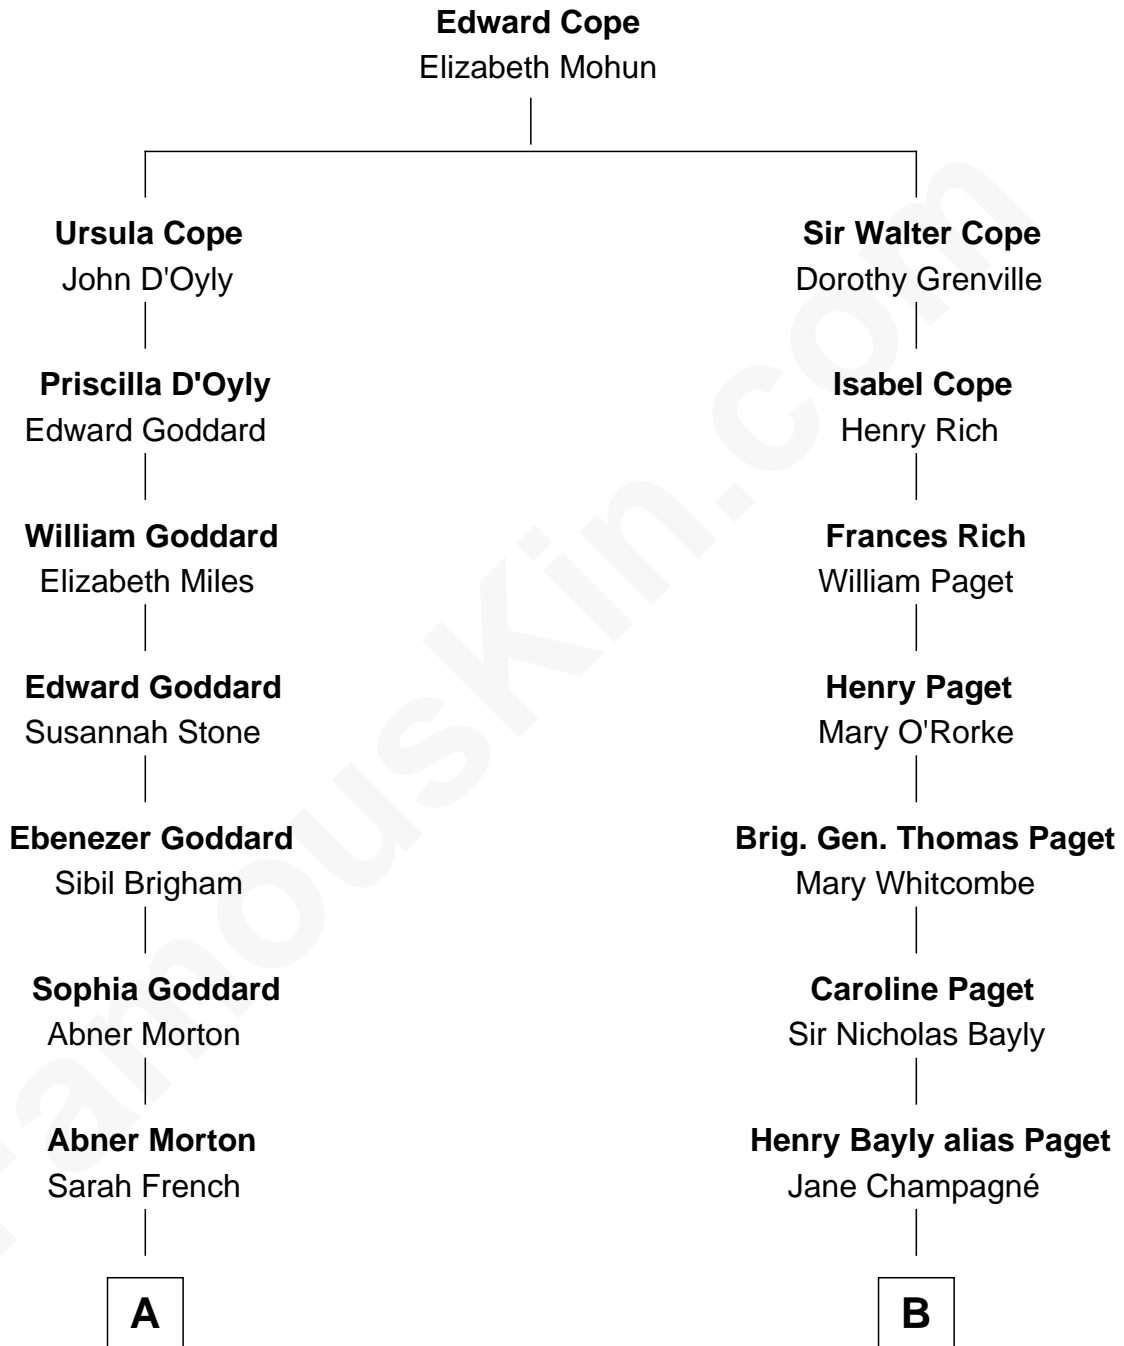 Edward Cope
Elizabeth Mohun
Ursula Cope
John D'Oyly
Priscilla D'Oyly
Edward Goddard
William Goddard
Elizabeth Miles
Edward Goddard
Susannah Stone
Ebenezer Goddard
Sibil Brigham
Sophia Goddard
Abner Morton
Abner Morton
Sarah French
A
Sir Walter Cope
Dorothy Grenville
Isabel Cope
Henry Rich
Frances Rich
William Paget
Henry Paget
Mary O'Rorke
Brig. Gen. Thomas Paget
Mary Whitcombe
Caroline Paget
Sir Nicholas Bayly
Henry Bayly alias Paget
Jane Champagné
B
FamousKin.com